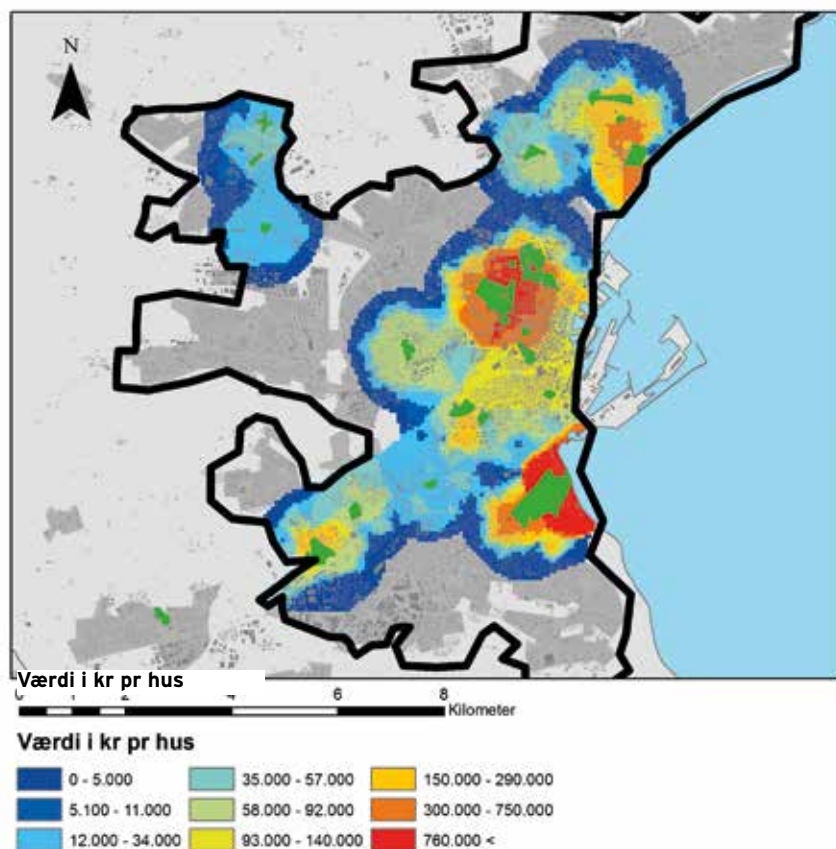 N
Værdi i kr pr hus
4 6 8
Kilometer
Værdi i kr pr hus
0 - 5.000 35.000 - 57.000 150.000 - 290.000
5.100 - 11.000 58.000 - 92.000 300.000 - 750.000
12.000 - 34.000 93.000 - 140.000 760.000 <